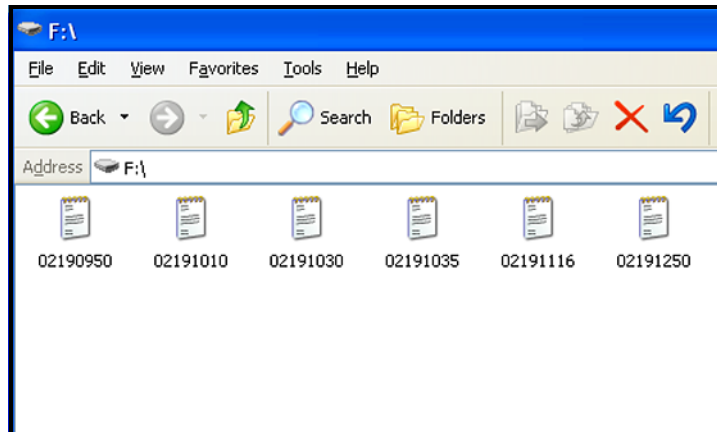 F:\
File Edit View Favorites Tools Help
Back Search Folders
Address F:\
02190950 02191010 02191030 02191035 02191116 02191250